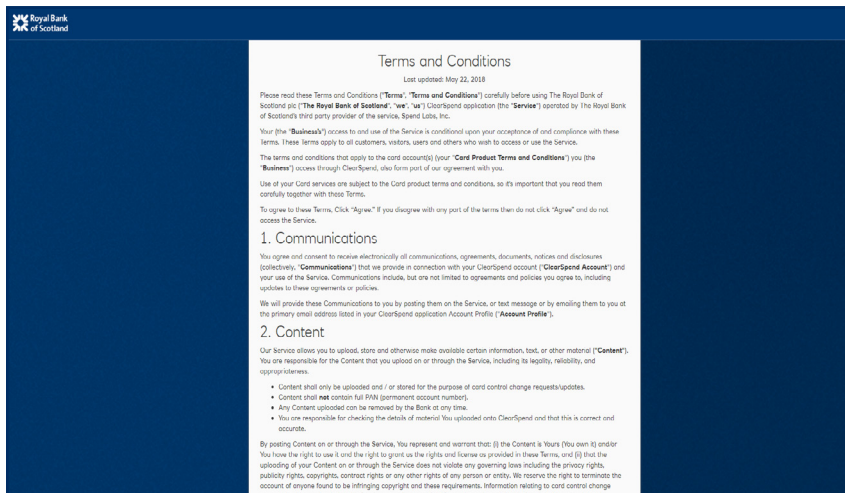 Royal Bank
of Scotland
Terms and Conditions
Last updated: May 22, 2018
Please read these Terms and Conditions ("Terms", "Terms and Conditions") carefully before using The Royal Bank of
Scotland plc ("The Royal Bank of Scotland", "we", "us") ClearSpend application (the "Service") operated by The Royal Bank
of Scotland's third party provider of the service, Spend Labs, Inc.
Your (the "Business's") access to and use of the Service is conditional upon your acceptance of and compliance with these
Terms. These Terms apply to all customers, visitors, users and others who wish to access or use the Service.
The terms and conditions that apply to the card account(s) (your "Card Product Terms and Conditions") you (the
"Business") access through ClearSpend, also form part of our agreement with you.
Use of your Card services are subject to the Card product terms and conditions, so it's important that you read them
carefully together with these Terms.
To agree to these Terms, Click "Agree." If you disagree with any part of the terms then do not click "Agree" and do not
access the Service.
1. Communications
You agree and consent to receive electronically all communications, agreements, documents, notices and disclosures
(collectively, "Communications") that we provide in connection with your ClearSpend account ("ClearSpend Account") and
your use of the Service. Communications include, but are not limited to agreements and policies you agree to, including
updates to these agreements or policies.
We will provide these Communications to you by posting them on the Service, or text message or by emailing them to you at
the primary email address listed in your ClearSpend application Account Profile ("Account Profile").
2. Content
Our Service allows you to upload, store and otherwise make available certain information, text, or other material ("Content").
You are responsible for the Content that you upload on or through the Service, including its legality, reliability, and
appropriateness.
• Content shall only be uploaded and / or stored for the purpose of card control change requests/updates.
• Content shall not contain full PAN (permanent account number).
• Any Content uploaded can be removed by the Bank at any time.
• You are responsible for checking the details of material You uploaded onto ClearSpend and that this is correct and
accurate.
By posting Content on or through the Service, You represent and warrant that: (i) the Content is Yours (You own it) and/or
You have the right to use it and the right to grant us the rights and license as provided in these Terms, and (ii) that the
uploading of your Content on or through the Service does not violate any governing laws including the privacy rights,
publicity rights, copyrights, contract rights or any other rights of any person or entity. We reserve the right to terminate the
account of anyone found to be infringing copyright and these requirements. Information relating to card control change